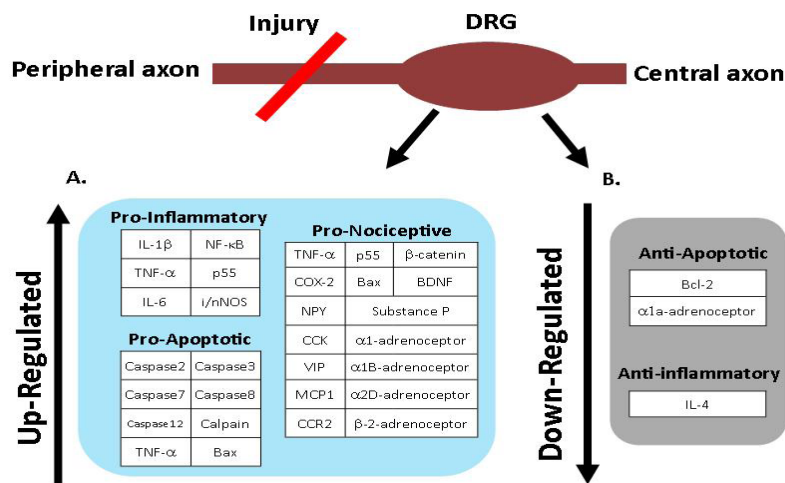 Injury
DRG
Peripheral axon
Central axon
A.
B.
Up-Regulated
Pro-Inflammatory
IL-1β NF-κB
TNF-α p55
IL-6 i/nNOS
Pro-Apoptotic
Caspase2 Caspase3
Caspase7 Caspase8
Caspase12 Calpain
TNF-α Bax
Pro-Nociceptive
TNF-α p55 β-catenin
COX-2 Bax BDNF
NPY Substance P
CCK α1-adrenoceptor
VIP α1B-adrenoceptor
MCP1 α2D-adrenoceptor
CCR2 β-2-adrenoceptor
Down-Regulated
Anti-Apoptotic
Bcl-2
α1a-adrenoceptor
Anti-inflammatory
IL-4